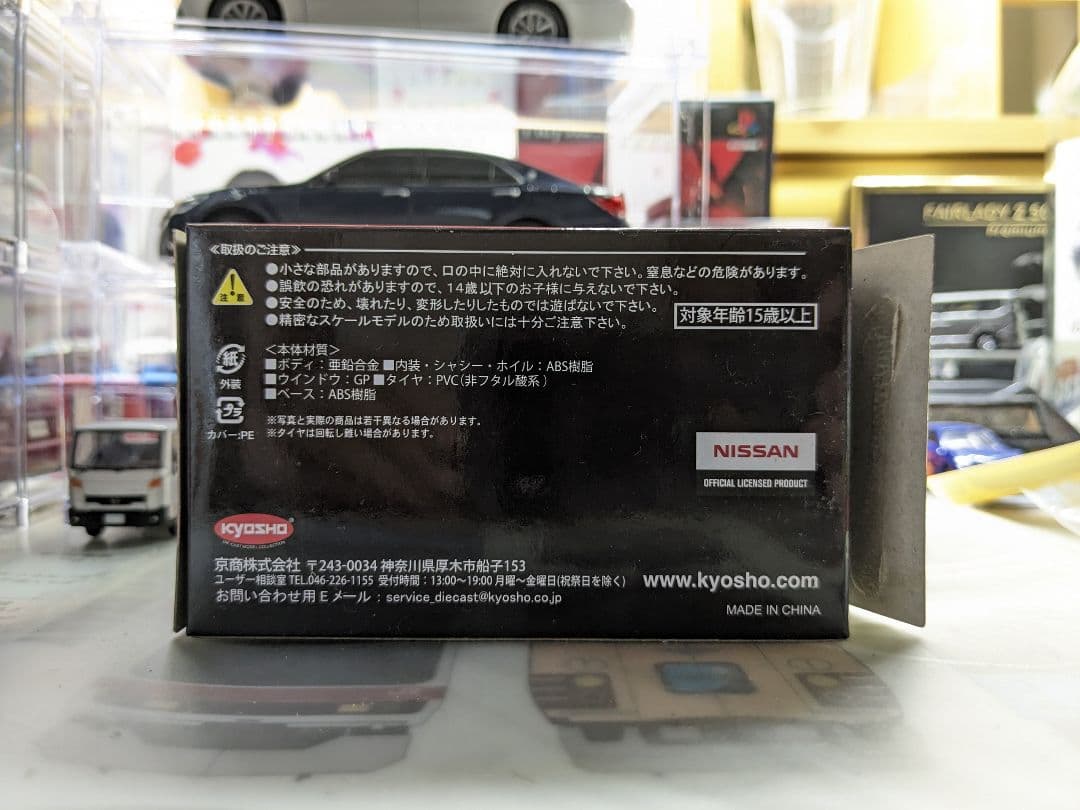 FAIRLADY Z
≪取扱のご注意≫
注意
●小さな部品がありますので、口の中に絶対に入れないで下さい。窒息などの危険があります。
●誤飲の恐れがありますので、14歳以下のお子様に与えないで下さい。
●安全のため、壊れたり、変形したりしたものでは遊ばないで下さい。
●精密なスケールモデルのため取扱いには十分ご注意下さい。
対象年齢15歳以上
紙
外装
プラ
カバー:PE
＜本体材質＞
■ボディ：亜鉛合金 ■内装・シャシー・ホイル：ABS樹脂
■ウインドウ：GP ■タイヤ：PVC(非フタル酸系)
■ベース：ABS樹脂
※写真と実際の商品は若干異なる場合があります。
※タイヤは回転し難い場合があります。
NISSAN
OFFICIAL LICENSED PRODUCT
KYOSHO
DIE-CAST MODEL COLLECTION
京商株式会社 〒243-0034 神奈川県厚木市船子153
ユーザー相談室 TEL.046-226-1155 受付時間：13:00〜19:00 月曜〜金曜日(祝祭日を除く)
お問い合わせ用Eメール：service_diecast@kyosho.co.jp
www.kyosho.com
MADE IN CHINA